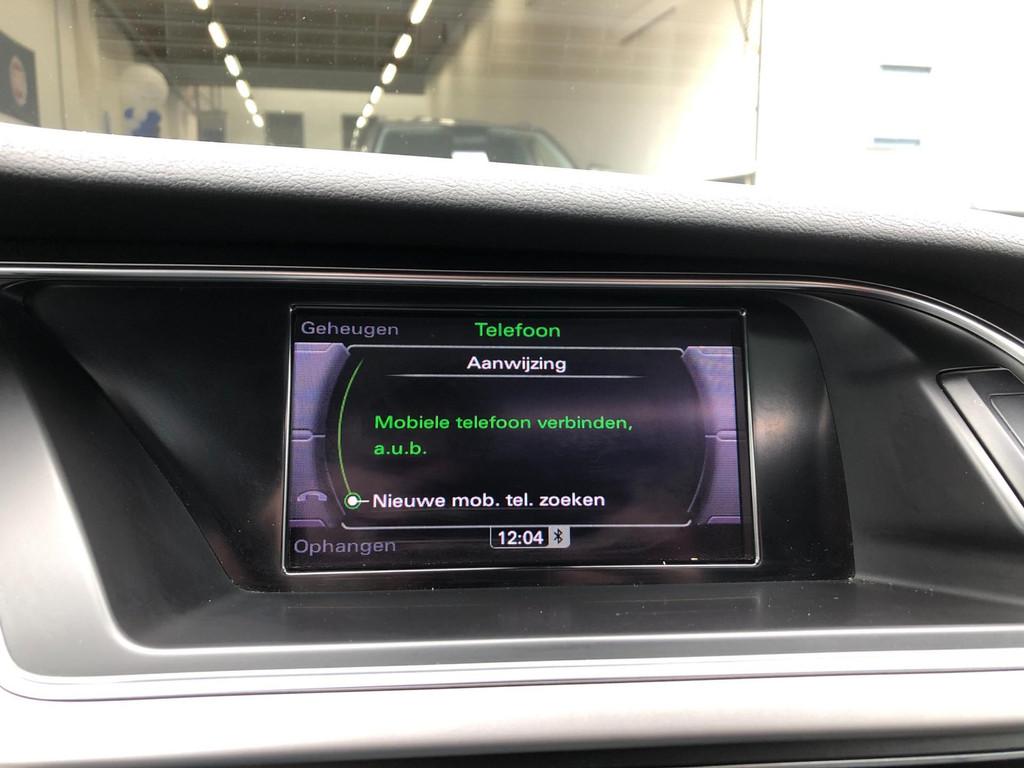 Geheugen
Telefoon
Aanwijzing
Mobiele telefoon verbinden,
a.u.b.
Nieuwe mob. tel. zoeken
12:04
Ophangen